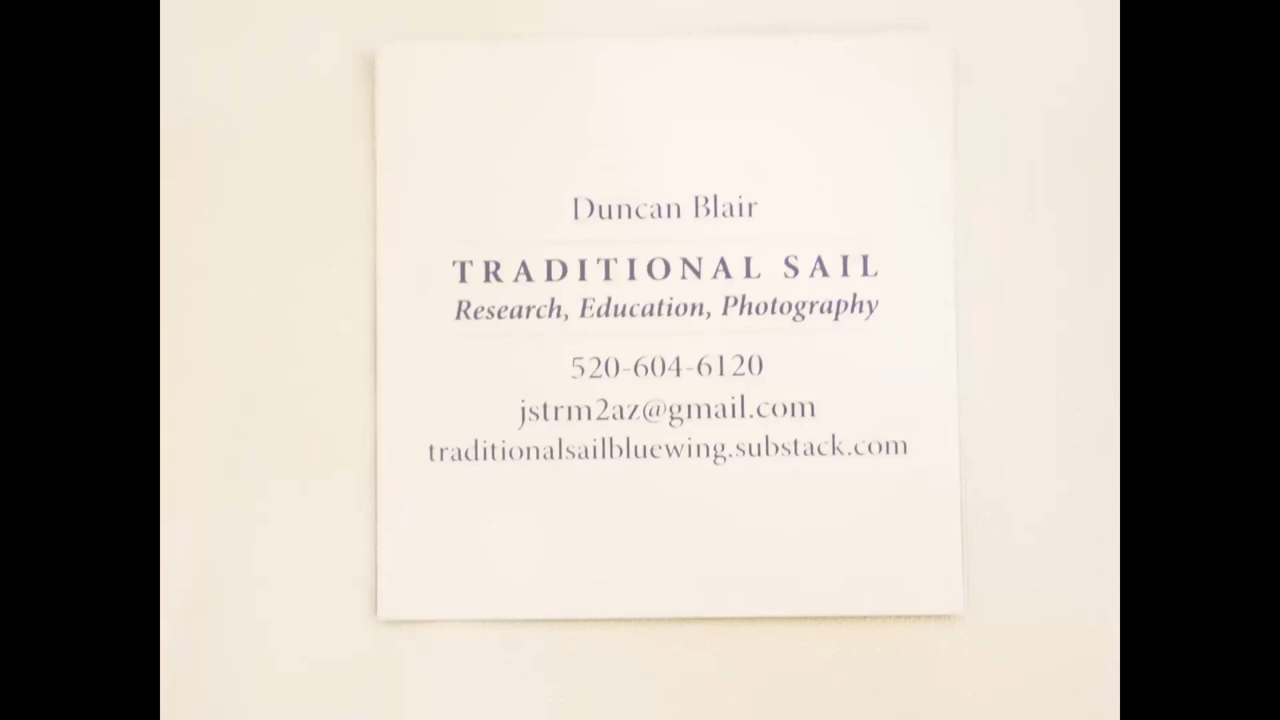 Duncan Blair
TRADITIONAL SAIL
Research, Education, Photography
520-604-6120
jstrm2az@gmail.com
traditionalsailbluewing.substack.com